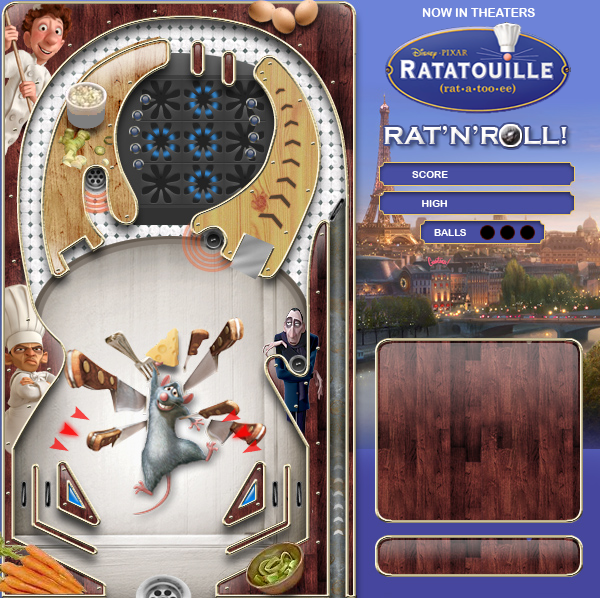 NOW IN THEATERS
Disney·PIXAR
RATATOUILLE
(rat·a·too·ee)
RAT'N'ROLL!
SCORE
HIGH
BALLS